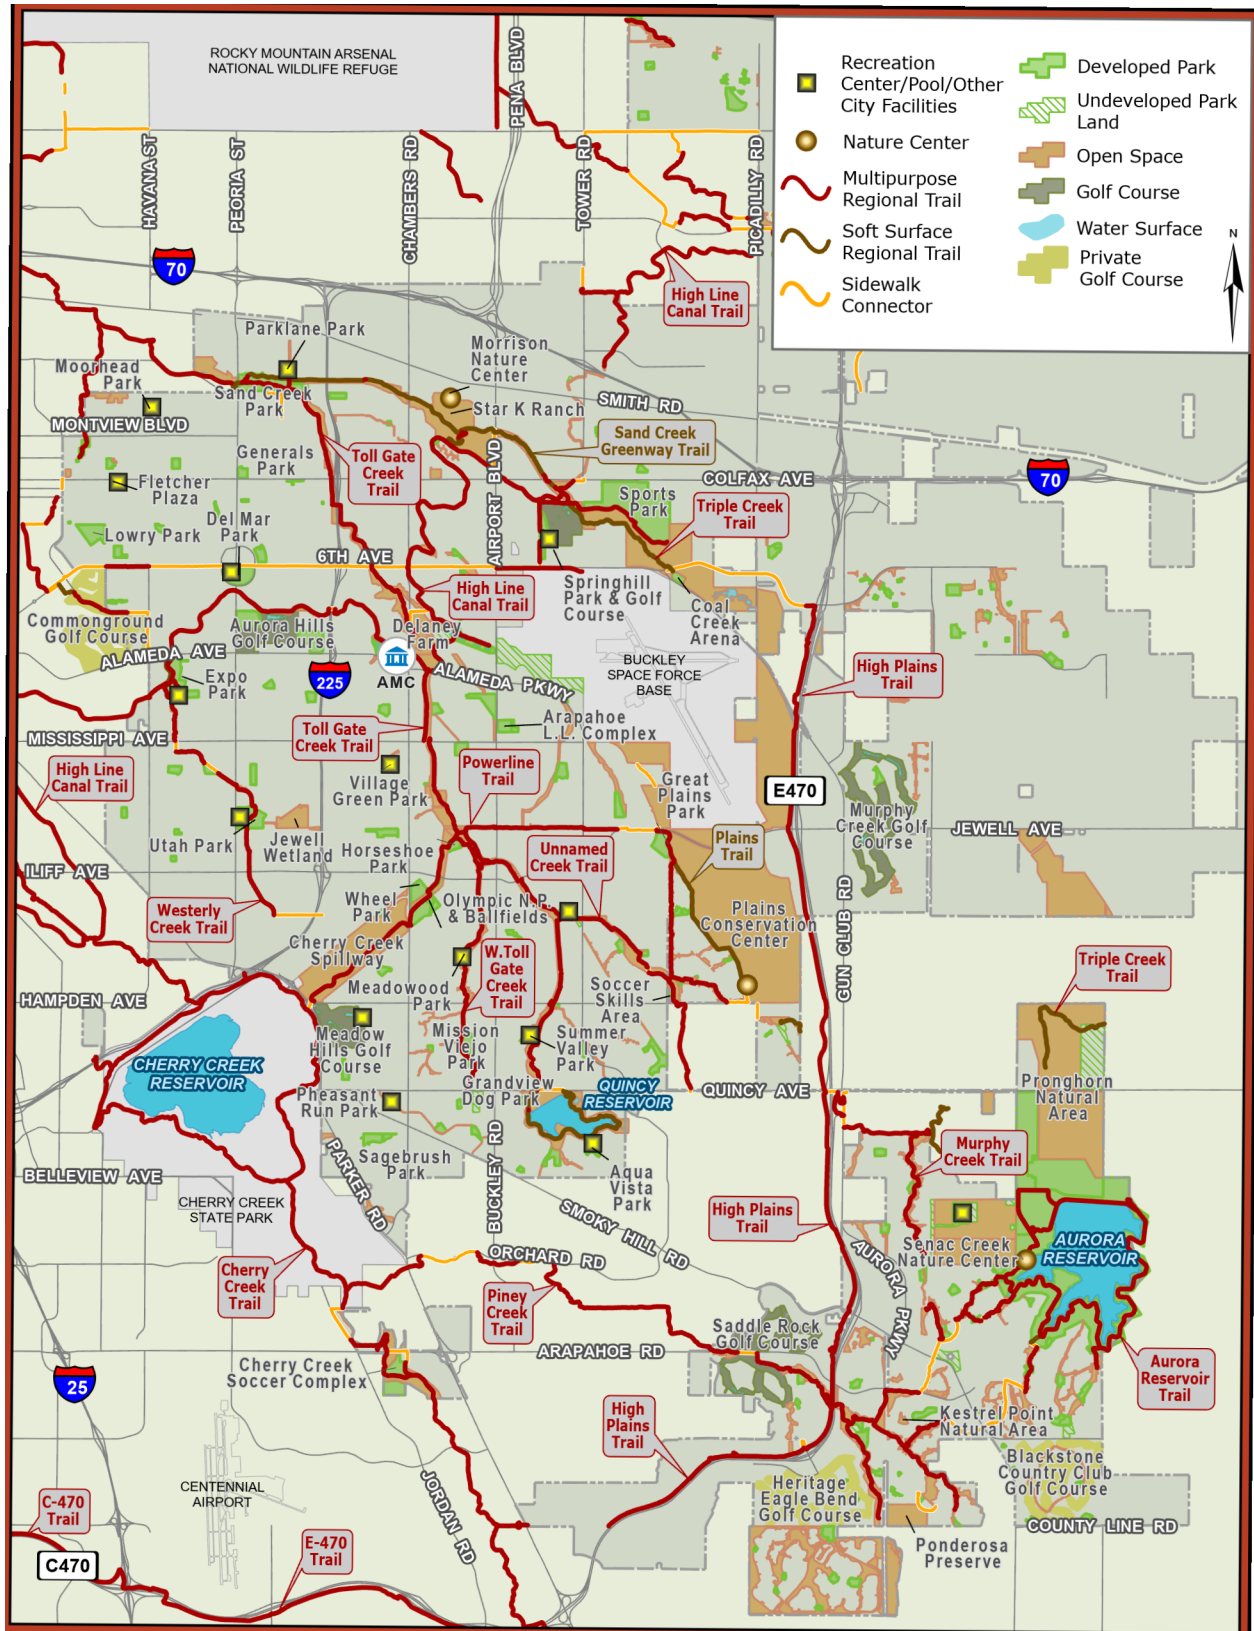 ROCKY MOUNTAIN ARSENAL
NATIONAL WILDLIFE REFUGE
PENA BLVD
HAVANA ST
PEORIA ST
CHAMBERS RD
TOWER RD
PICADILLY RD
Recreation
Center/Pool/Other
City Facilities
Nature Center
Multipurpose
Regional Trail
Soft Surface
Regional Trail
Sidewalk
Connector
Developed Park
Undeveloped Park
Land
Open Space
Golf Course
Water Surface
Private
Golf Course
N
70
High Line
Canal Trail
Parklane Park
Morrison
Nature
Center
Moorhead
Park
Sand Creek
Park
Star K Ranch
SMITH RD
MONTVIEW BLVD
Sand Creek
Greenway Trail
Generals
Park
Toll Gate
Creek
Trail
AIRPORT BLVD
COLFAX AVE
70
Fletcher
Plaza
Sports
Park
Triple Creek
Trail
Del Mar
Park
Lowry Park
6TH AVE
Springhill
Park & Golf
Course
High Line
Canal Trail
Coal
Creek
Arena
Commonground
Golf Course
Aurora Hills
Golf Course
Delaney
Farm
ALAMEDA AVE
BUCKLEY
SPACE FORCE
BASE
High Plains
Trail
Expo
Park
225
AMC
ALAMEDA PKWY
MISSISSIPPI AVE
Toll Gate
Creek Trail
Arapahoe
L.L. Complex
High Line
Canal Trail
Powerline
Trail
Village
Green Park
Great
Plains
Park
E470
Murphy
Creek Golf
Course
JEWELL AVE
Utah Park
Jewell
Wetland
Horseshoe
Park
Unnamed
Creek Trail
Plains
Trail
ILIFF AVE
Wheel
Park
Olympic N.P.
& Ballfields
GUN CLUB RD
Westerly
Creek Trail
Plains
Conservation
Center
Cherry Creek
Spillway
W.Toll
Gate
Creek
Trail
Triple Creek
Trail
HAMPDEN AVE
Meadowood
Park
Soccer
Skills
Area
Meadow
Hills Golf
Course
Mission
Viejo
Park
Summer
Valley
Park
CHERRY CREEK
RESERVOIR
Grandview
Dog Park
QUINCY
RESERVOIR
QUINCY AVE
Pronghorn
Natural
Area
Pheasant
Run Park
25
PARKER RD
BUCKLEY RD
Murphy
Creek Trail
Sagebrush
Park
BELLEVIEW AVE
Aqua
Vista
Park
CHERRY CREEK
STATE PARK
SMOKY HILL RD
High Plains
Trail
Senac Creek
Nature Center
AURORA
RESERVOIR
AURORA PKWY
Cherry
Creek
Trail
ORCHARD RD
Piney
Creek
Trail
Saddle Rock
Golf Course
ARAPAHOE RD
Cherry Creek
Soccer Complex
25
Aurora
Reservoir
Trail
High
Plains
Trail
Kestrel Point
Natural Area
Blackstone
Country Club
Golf Course
Heritage
Eagle Bend
Golf Course
CENTENNIAL
AIRPORT
JORDAN RD
C-470
Trail
COUNTY LINE RD
E-470
Trail
C470
Ponderosa
Preserve